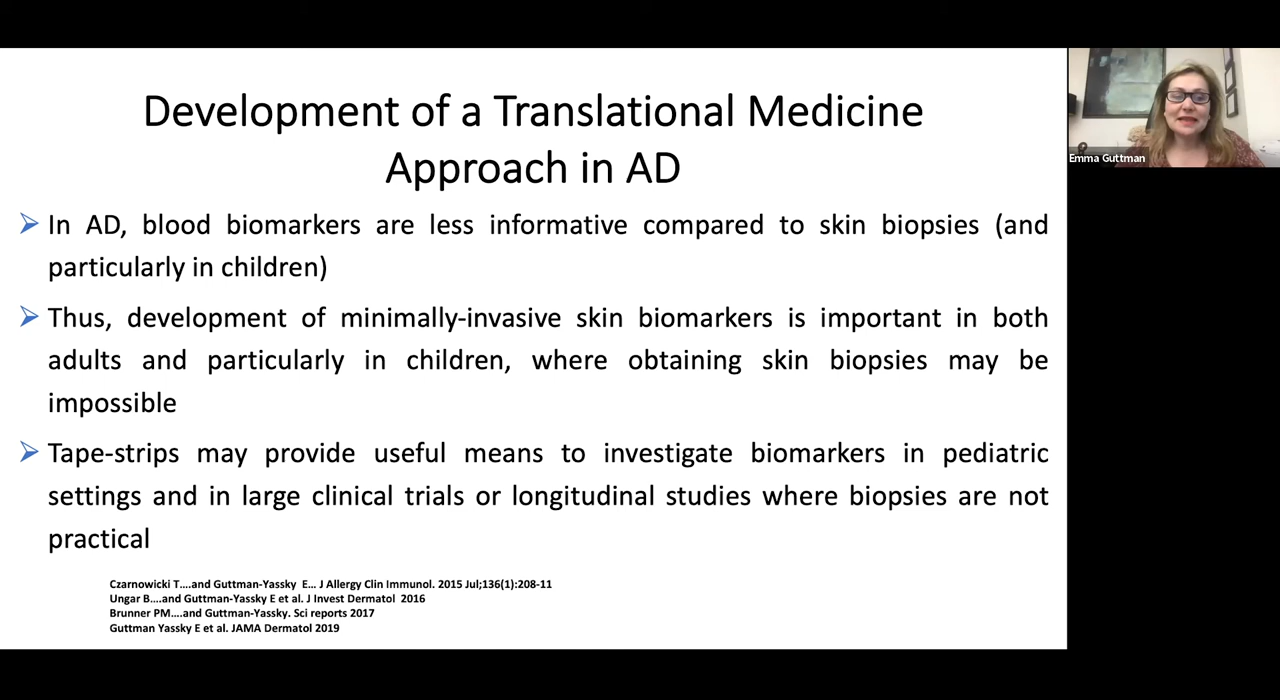 Development of a Translational Medicine
Approach in AD
In AD, blood biomarkers are less informative compared to skin biopsies (and
particularly in children)
Thus, development of minimally-invasive skin biomarkers is important in both
adults and particularly in children, where obtaining skin biopsies may be
impossible
Tape-strips may provide useful means to investigate biomarkers in pediatric
settings and in large clinical trials or longitudinal studies where biopsies are not
practical
Czarnowicki T....and Guttman-Yassky E... J Allergy Clin Immunol. 2015 Jul;136(1):208-11
Ungar B....and Guttman-Yassky E et al. J Invest Dermatol 2016
Brunner PM....and Guttman-Yassky. Sci reports 2017
Guttman Yassky E et al. JAMA Dermatol 2019
Emma Guttman